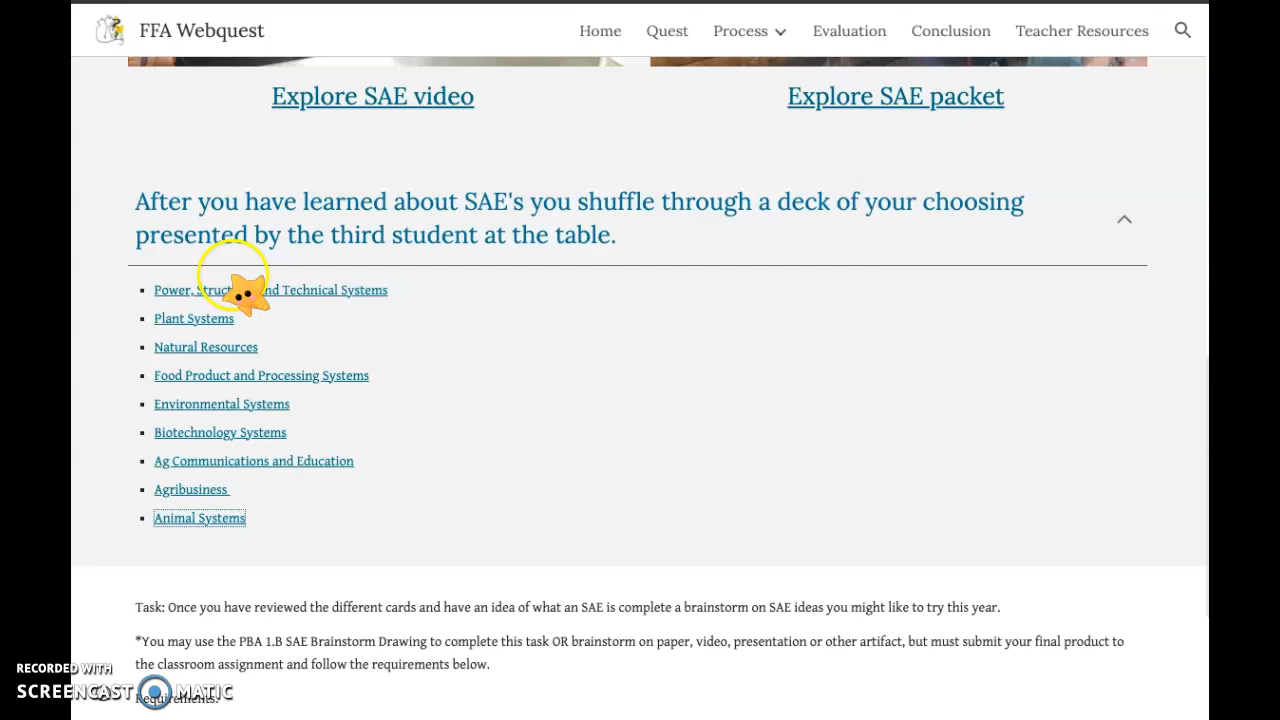 FFA Webquest
Home Quest Process Evaluation Conclusion Teacher Resources
Explore SAE video
Explore SAE packet
After you have learned about SAE's you shuffle through a deck of your choosing
presented by the third student at the table.
Power, nd Technical Systems
Plant Systems
Natural Resources
Food Product and Processing Systems
Environmental Systems
Biotechnology Systems
Ag Communications and Education
Agribusiness
Animal Systems
Task: Once you have reviewed the different cards and have an idea of what an SAE is complete a brainstorm on SAE ideas you might like to try this year.
*You may use the PBA 1.B SAE Brainstorm Drawing to complete this task OR brainstorm on paper, video, presentation or other artifact, but must submit your final product to
the classroom assignment and follow the requirements below.
Requirements:
RECORDED WITH
SCREENCAST MATIC